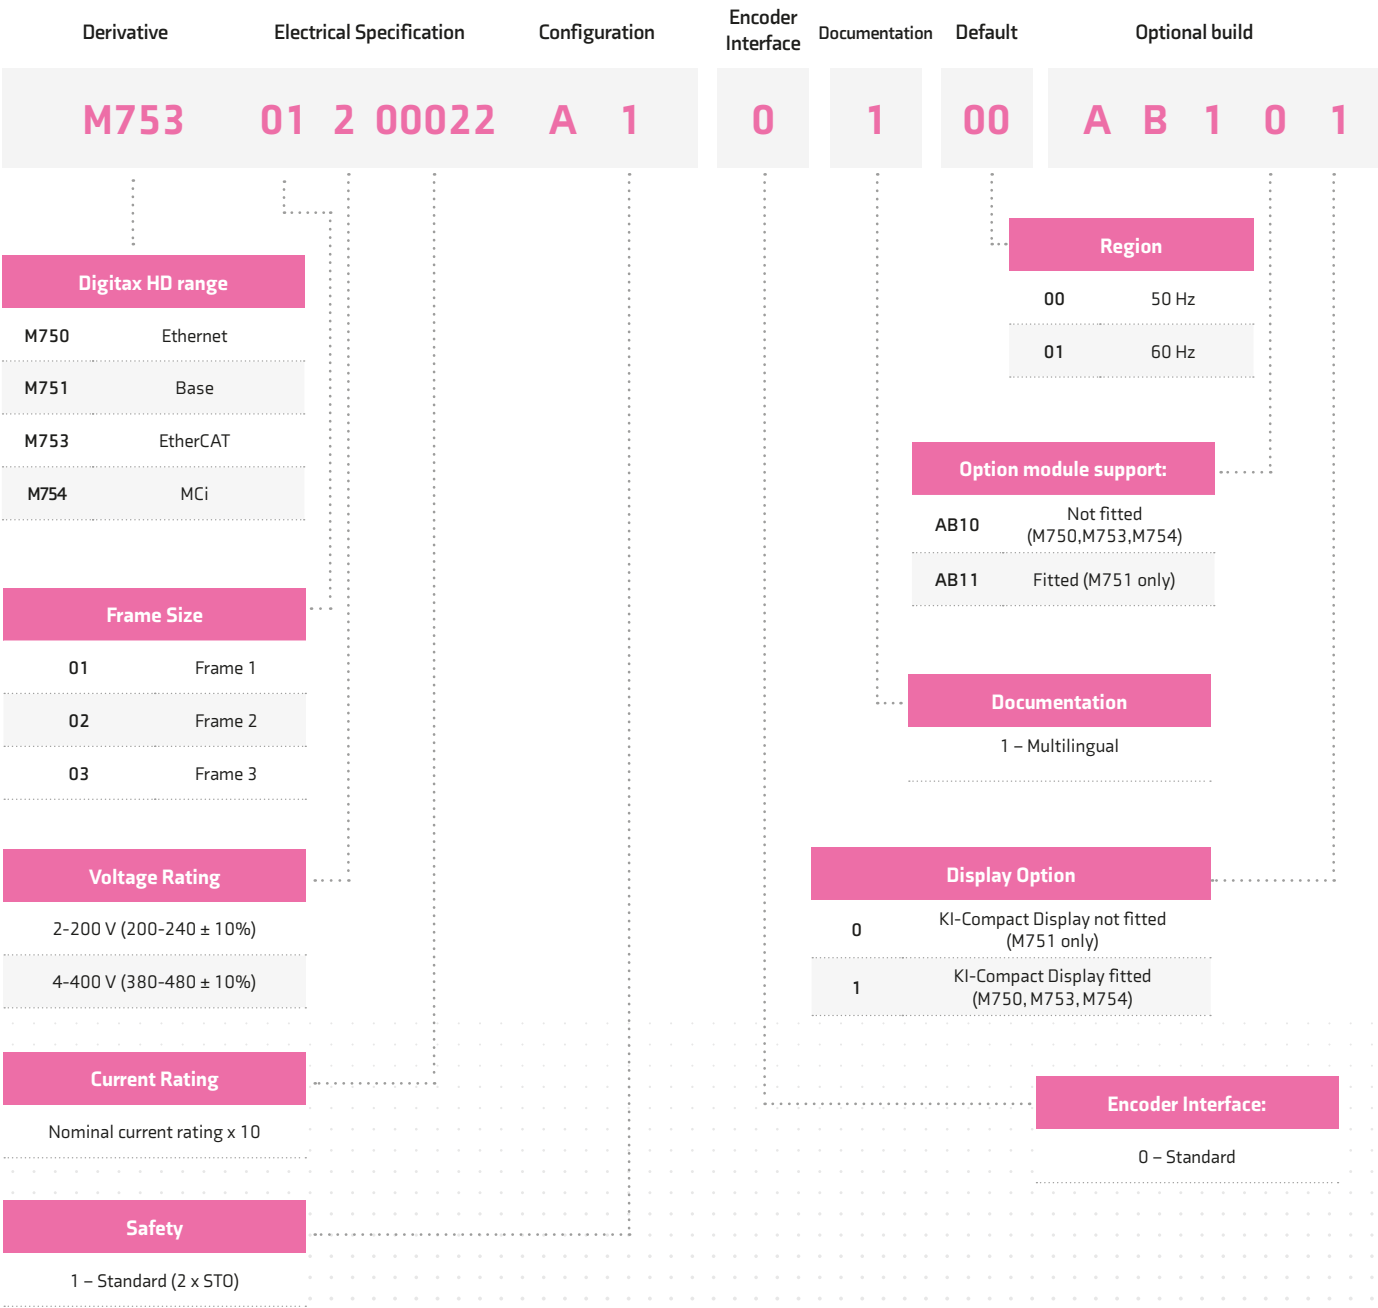 Derivative
Electrical Specification
Configuration
Encoder
Interface
Documentation
Default
Optional build
M753 01 2 00022 A 1 0 1 00 A B 1 0 1
Digitax HD range
M750 Ethernet
M751 Base
M753 EtherCAT
M754 MCi
Frame Size
01 Frame 1
02 Frame 2
03 Frame 3
Voltage Rating
2-200 V (200-240 ± 10%)
4-400 V (380-480 ± 10%)
Current Rating
Nominal current rating x 10
Safety
1 – Standard (2 x STO)
Region
00 50 Hz
01 60 Hz
Option module support:
AB10 Not fitted
(M750,M753,M754)
AB11 Fitted (M751 only)
Documentation
1 – Multilingual
Display Option
0 KI-Compact Display not fitted
(M751 only)
1 KI-Compact Display fitted
(M750, M753, M754)
Encoder Interface:
0 – Standard